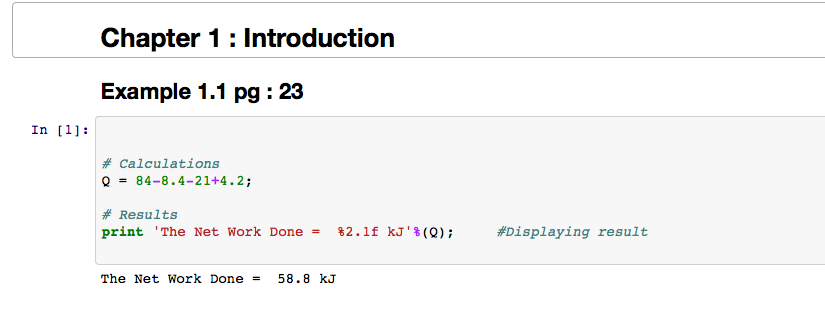 Chapter 1 : Introduction
Example 1.1 pg : 23
In [1]:
# Calculations
Q = 84-8.4-21+4.2;
# Results
print 'The Net Work Done =  %2.1f kJ'%(Q);     #Displaying result
The Net Work Done =  58.8 kJ